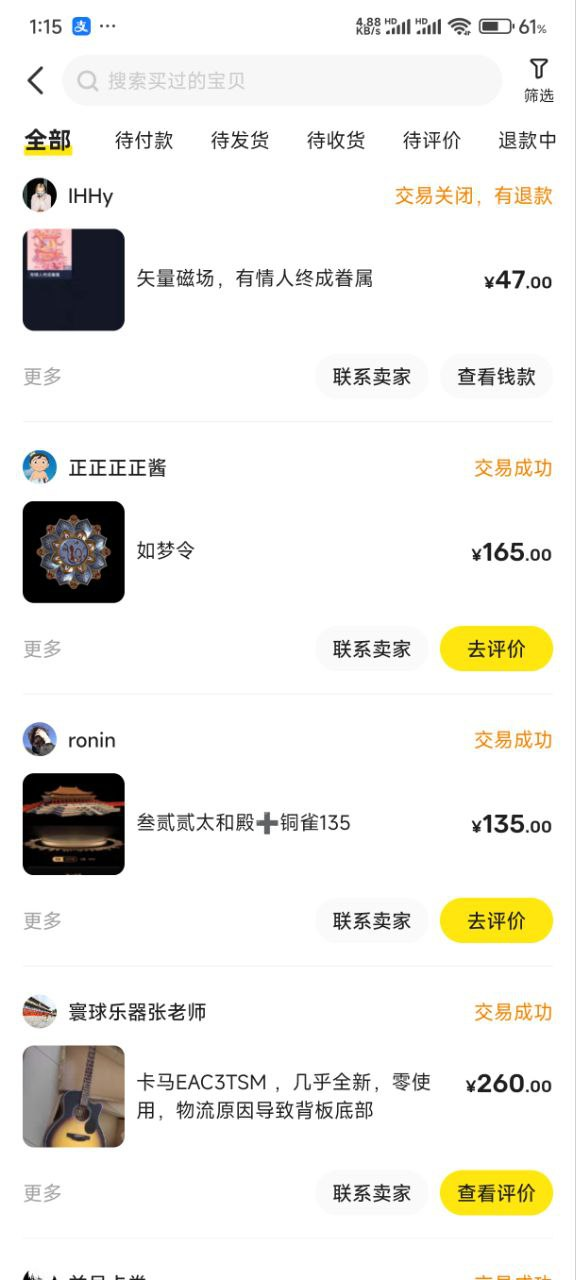 1:15 支 ···
4.88 KB/s HD HD 61%
搜索买过的宝贝
筛选
全部 待付款 待发货 待收货 待评价 退款中
IHHy 交易关闭，有退款
矢量磁场，有情人终成眷属 ¥47.00
更多 联系卖家 查看钱款
正正正正酱 交易成功
如梦令 ¥165.00
更多 联系卖家 去评价
ronin 交易成功
叁贰贰太和殿➕铜雀135 ¥135.00
更多 联系卖家 去评价
寰球乐器张老师 交易成功
卡马EAC3TSM ，几乎全新，零使 ¥260.00
用，物流原因导致背板底部
更多 联系卖家 查看评价
交易成功